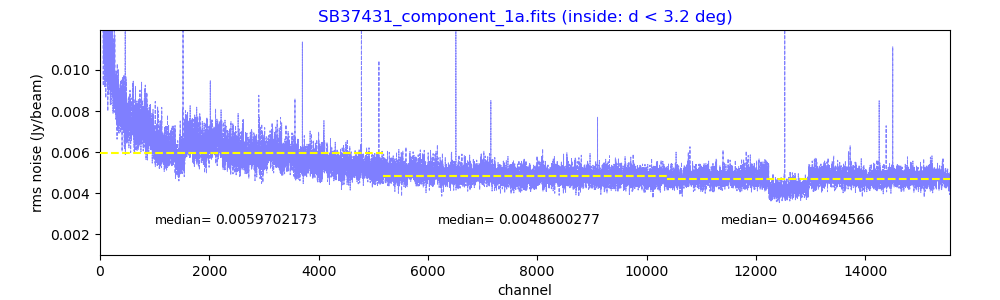 SB37431_component_1a.fits (inside: d < 3.2 deg)
rms noise (Jy/beam)
0.010
0.008
0.006
0.004
0.002
median= 0.0059702173 median= 0.0048600277 median= 0.004694566
0 2000 4000 6000 8000 10000 12000 14000
channel